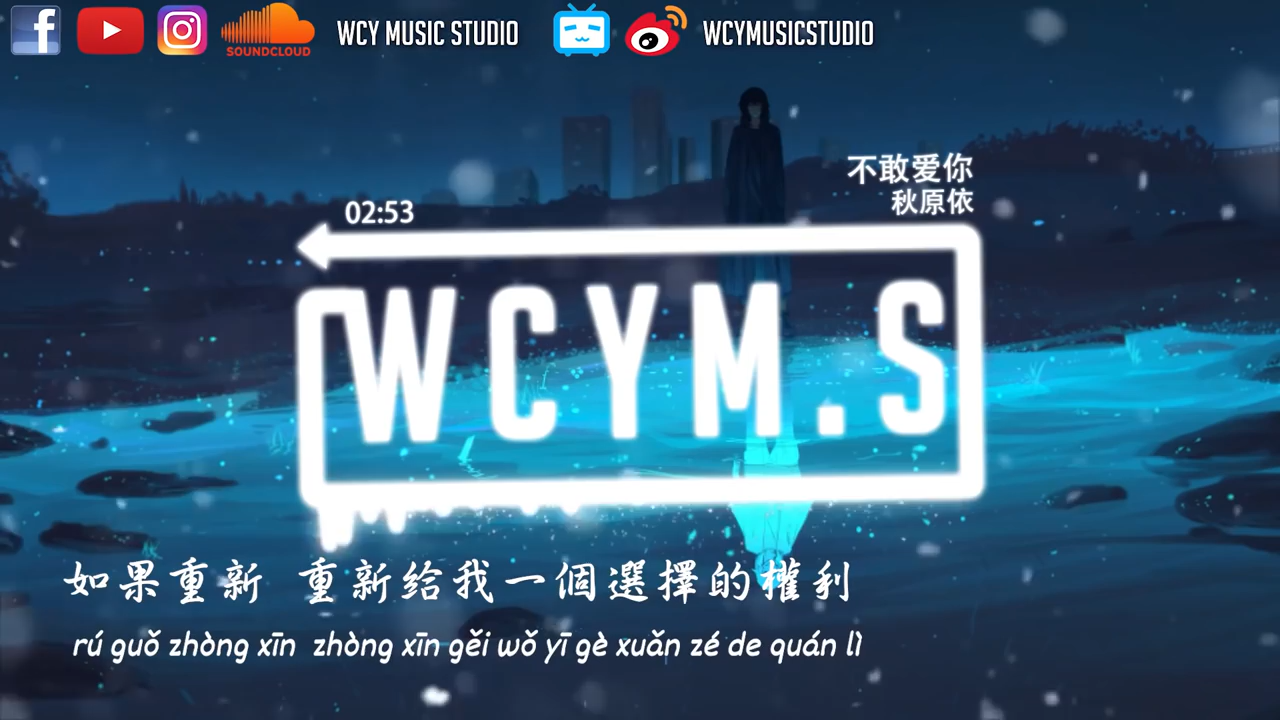 SOUNDCLOUD
WCY MUSIC STUDIO
WCYMUSICSTUDIO
不敢爱你
秋原依
02:53
WCYM.S
如果重新 重新给我一個選擇的權利
rú guǒ zhòng xīn zhòng xīn gěi wǒ yī gè xuǎn zé de quán lì